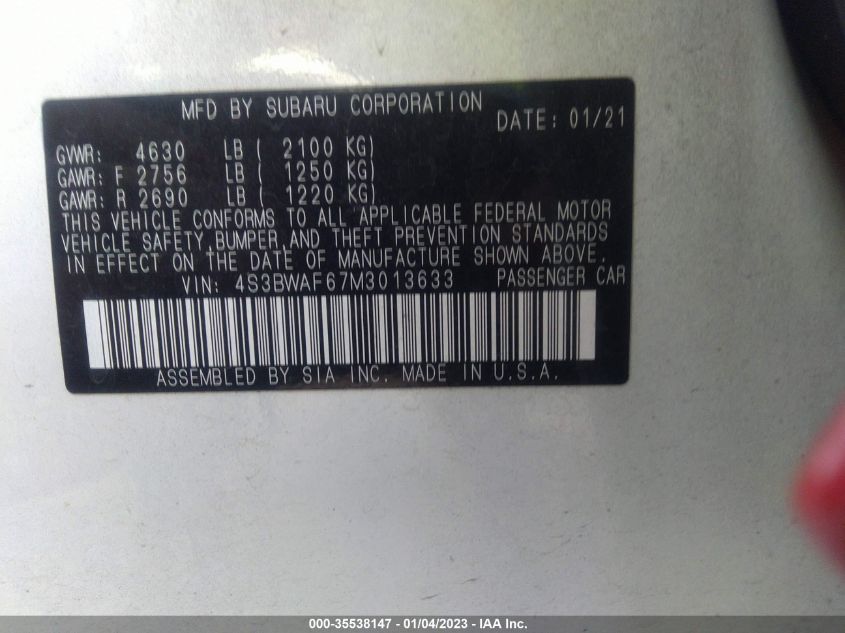 MFD BY SUBARU CORPORATION
DATE: 01/21
GVWR: 4630 LB ( 2100 KG)
GAWR: F 2756 LB ( 1250 KG)
GAWR: R 2690 LB ( 1220 KG)
THIS VEHICLE CONFORMS TO ALL APPLICABLE FEDERAL MOTOR
VEHICLE SAFETY,BUMPER,AND THEFT PREVENTION STANDARDS
IN EFFECT ON THE DATE OF MANUFACTURE SHOWN ABOVE.
VIN: 4S3BWAF67M3013633 PASSENGER CAR
ASSEMBLED BY SIA INC. MADE IN U.S.A.
000-35538147 - 01/04/2023 - IAA Inc.